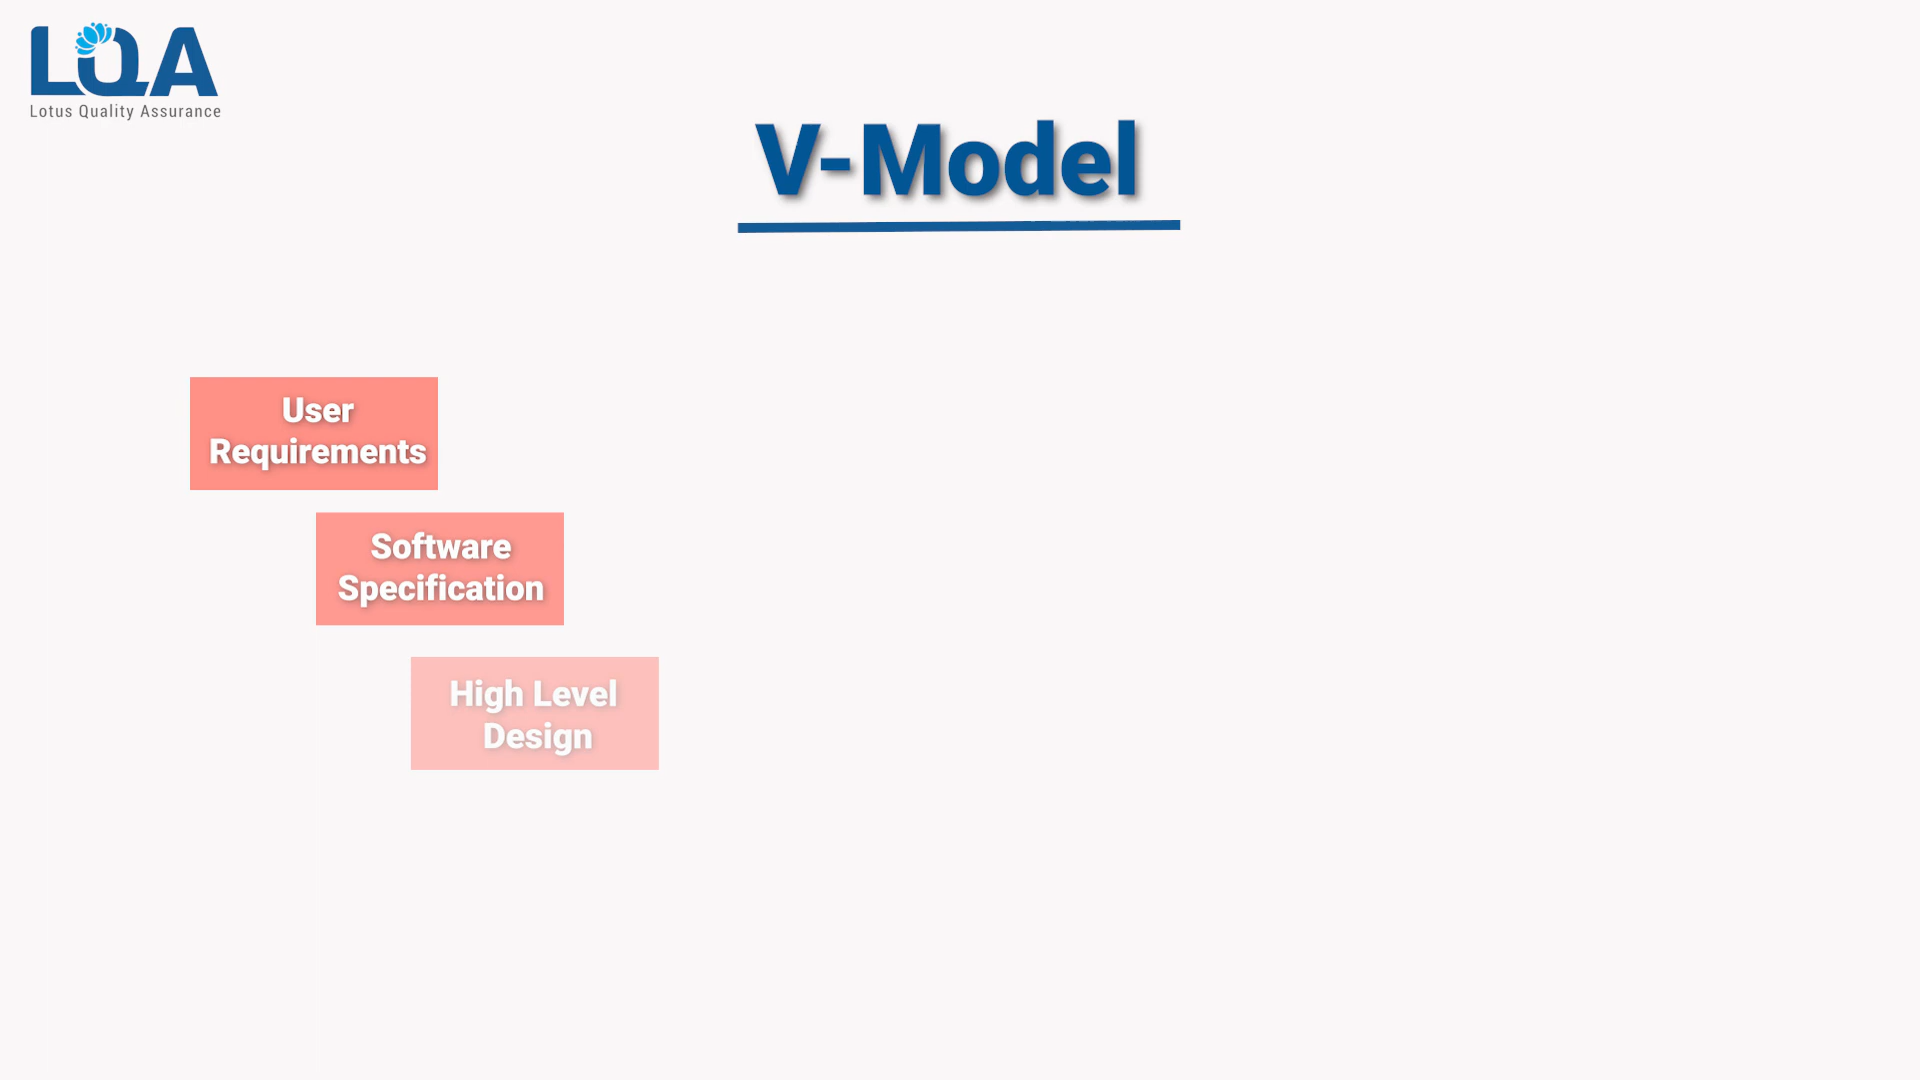 LQA
Lotus Quality Assurance
V-Model
User
Requirements
Software
Specification
High Level
Design